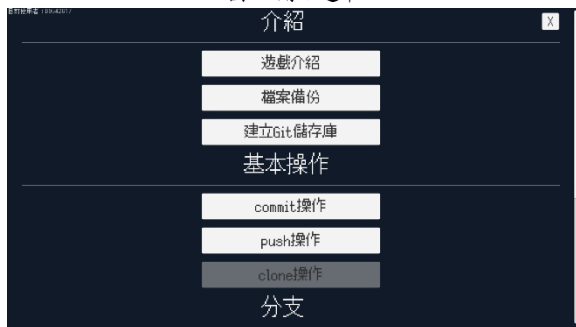 介紹
X
遊戲介紹
檔案備份
建立Git儲存庫
基本操作
commit操作
push操作
clone操作
分支